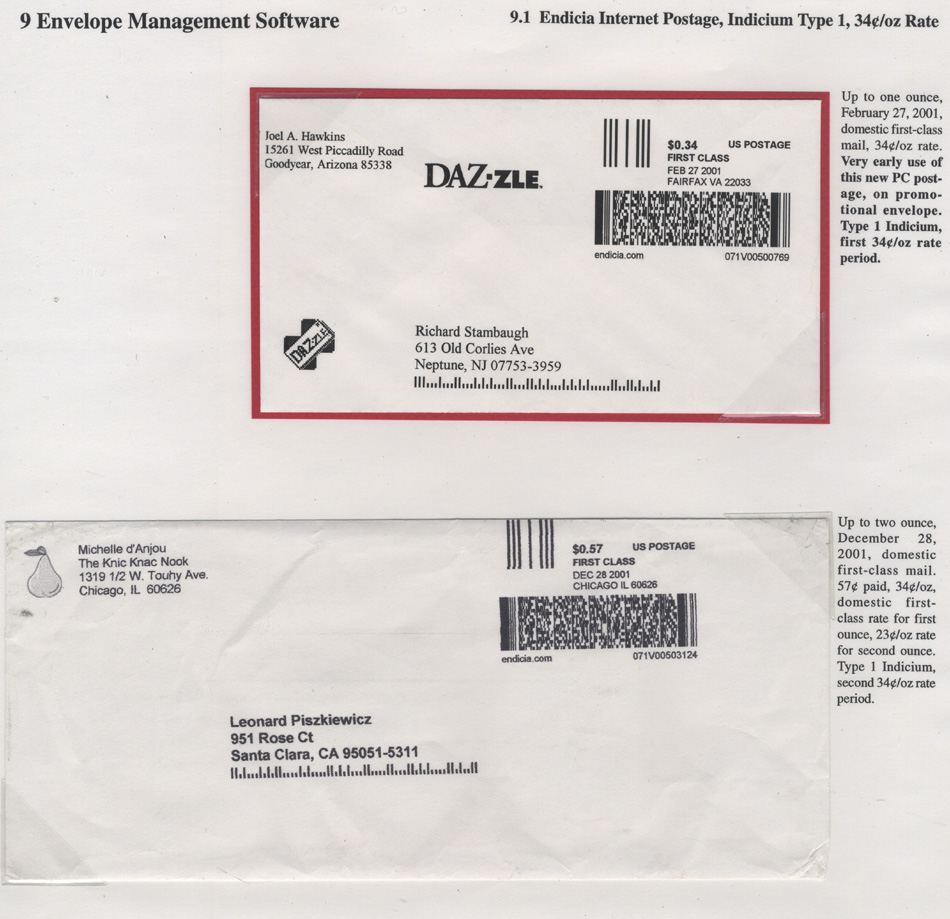 9 Envelope Management Software
9.1 Endicia Internet Postage, Indicium Type 1, 34¢/oz Rate
Joel A. Hawkins
15261 West Piccadilly Road
Goodyear, Arizona 85338
DAZ-ZLE
$0.34 US POSTAGE
FIRST CLASS
FEB 27 2001
FAIRFAX VA 22033
endicia.com 071V00500769
DAZ-ZLE
Richard Stambaugh
613 Old Corlies Ave
Neptune, NJ 07753-3959
Up to one ounce,
February 27, 2001,
domestic first-class
mail, 34¢/oz rate.
Very early use of
this new PC post-
age, on promo-
tional envelope.
Type 1 Indicium,
first 34¢/oz rate
period.
Michelle d'Anjou
The Knic Knac Nook
1319 1/2 W. Touhy Ave.
Chicago, IL 60626
$0.57 US POSTAGE
FIRST CLASS
DEC 28 2001
CHICAGO IL 60626
endicia.com 071V00503124
Leonard Piszkiewicz
951 Rose Ct
Santa Clara, CA 95051-5311
Up to two ounce,
December 28,
2001, domestic
first-class mail.
57¢ paid, 34¢/oz,
domestic first-
class rate for first
ounce, 23¢/oz rate
for second ounce.
Type 1 Indicium,
second 34¢/oz rate
period.